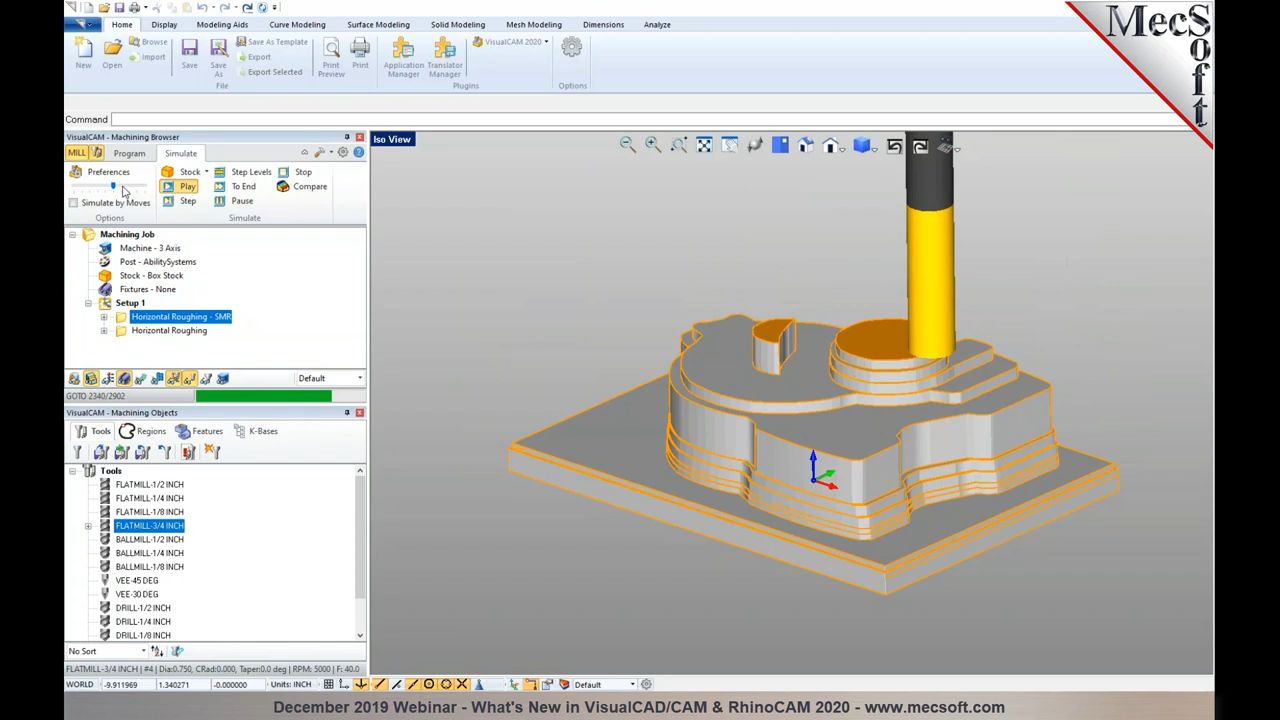 MecSoft
Home Display Modeling Aids Curve Modeling Surface Modeling Solid Modeling Mesh Modeling Dimensions Analyze
New Open Browse Import Save Save As Save As Template Export Export Selected Print Preview Print Application Manager Translator Manager VisualCAM 2020 Options
File Plugins Options
Command
VisualCAM - Machining Browser
Iso View
MILL Program Simulate
Preferences Stock Step Levels Stop
Play To End Compare
Simulate by Moves Step Pause
Options Simulate
Machining Job
Machine - 3 Axis
Post - AbilitySystems
Stock - Box Stock
Fixtures - None
Setup 1
Horizontal Roughing - SMR
Horizontal Roughing
Default
GOTO 2340/2902
VisualCAM - Machining Objects
Tools Regions Features K-Bases
Tools
FLATMILL-1/2 INCH
FLATMILL-1/4 INCH
FLATMILL-1/8 INCH
FLATMILL-3/4 INCH
BALLMILL-1/2 INCH
BALLMILL-1/4 INCH
BALLMILL-1/8 INCH
VEE-45 DEG
VEE-30 DEG
DRILL-1/2 INCH
DRILL-1/4 INCH
DRILL-1/8 INCH
No Sort
FLATMILL-3/4 INCH | #4 | Dia:0.750, CRad:0.000, Taper:0.0 deg | RPM: 5000 | F: 40.0
WORLD -9.911969 1.340271 -0.000000 Units: INCH Default
December 2019 Webinar - What's New in VisualCAD/CAM & RhinoCAM 2020 - www.mecsoft.com